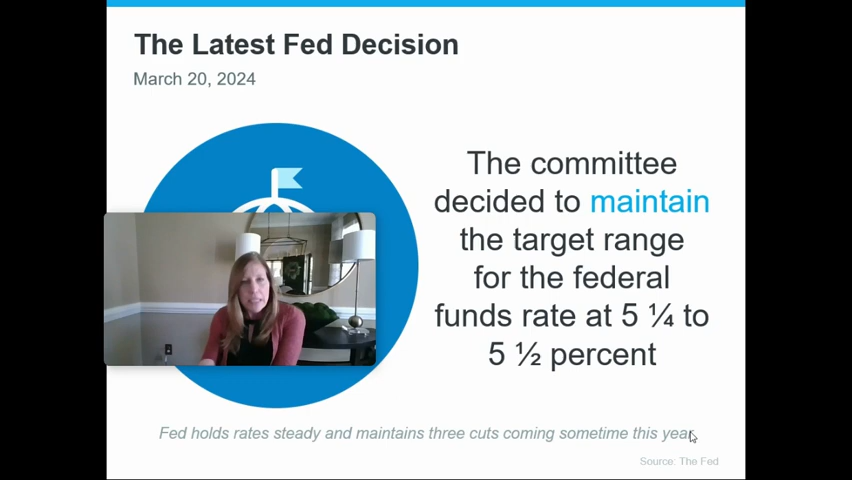 The Latest Fed Decision
March 20, 2024
The committee
decided to maintain
the target range
for the federal
funds rate at 5 ¼ to
5 ½ percent
Fed holds rates steady and maintains three cuts coming sometime this year.
Source: The Fed